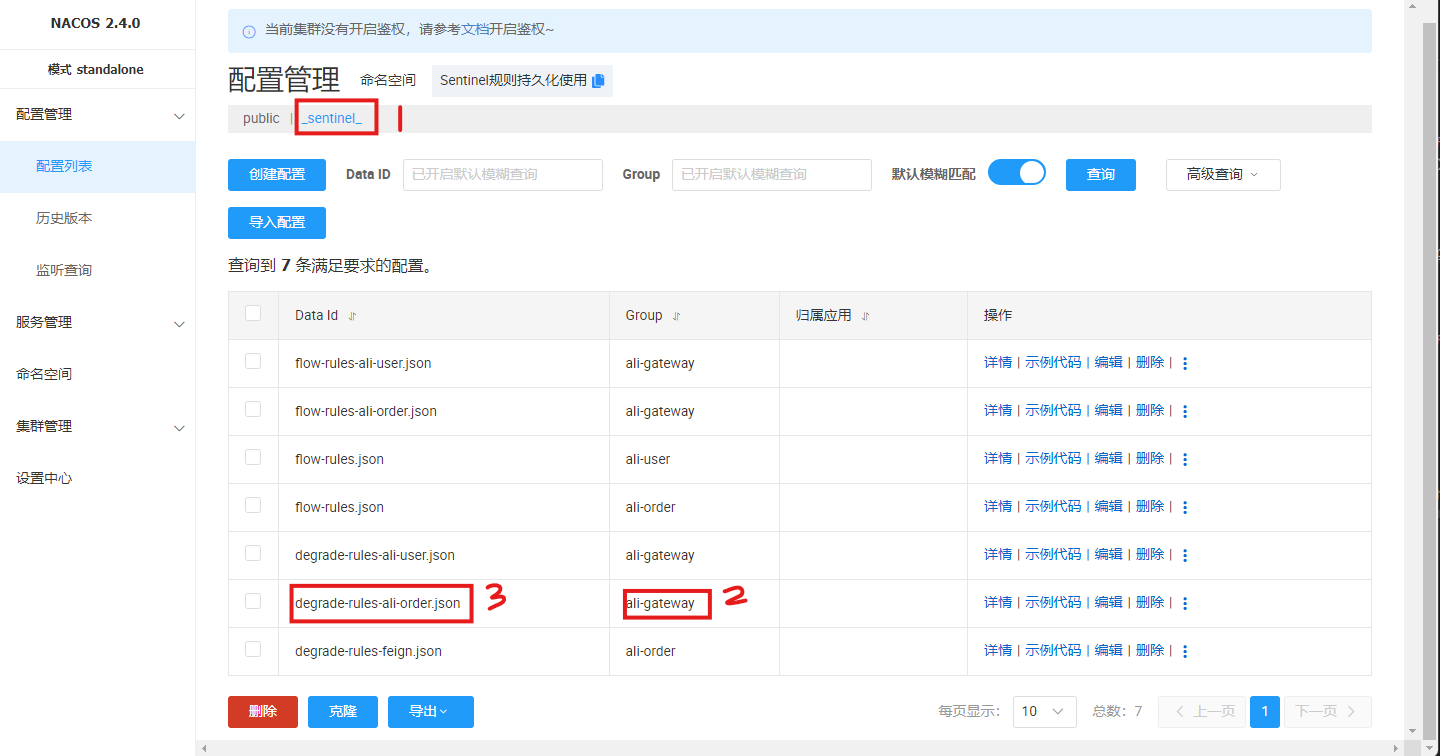 NACOS 2.4.0
模式 standalone
配置管理
配置列表
历史版本
监听查询
服务管理
命名空间
集群管理
设置中心
当前集群没有开启鉴权，请参考文档开启鉴权~
配置管理 命名空间 Sentinel规则持久化使用
public | _sentinel_ 1
创建配置 Data ID 已开启默认模糊查询 Group 已开启默认模糊查询 默认模糊匹配 查询 高级查询
导入配置
查询到 7 条满足要求的配置。
Data Id Group 归属应用 操作
flow-rules-ali-user.json ali-gateway 详情 | 示例代码 | 编辑 | 删除 |
flow-rules-ali-order.json ali-gateway 详情 | 示例代码 | 编辑 | 删除 |
flow-rules.json ali-user 详情 | 示例代码 | 编辑 | 删除 |
flow-rules.json ali-order 详情 | 示例代码 | 编辑 | 删除 |
degrade-rules-ali-user.json ali-gateway 详情 | 示例代码 | 编辑 | 删除 |
degrade-rules-ali-order.json 3 ali-gateway 2 详情 | 示例代码 | 编辑 | 删除 |
degrade-rules-feign.json ali-order 详情 | 示例代码 | 编辑 | 删除 |
删除 克隆 导出 每页显示： 10 总数：7 上一页 1 下一页